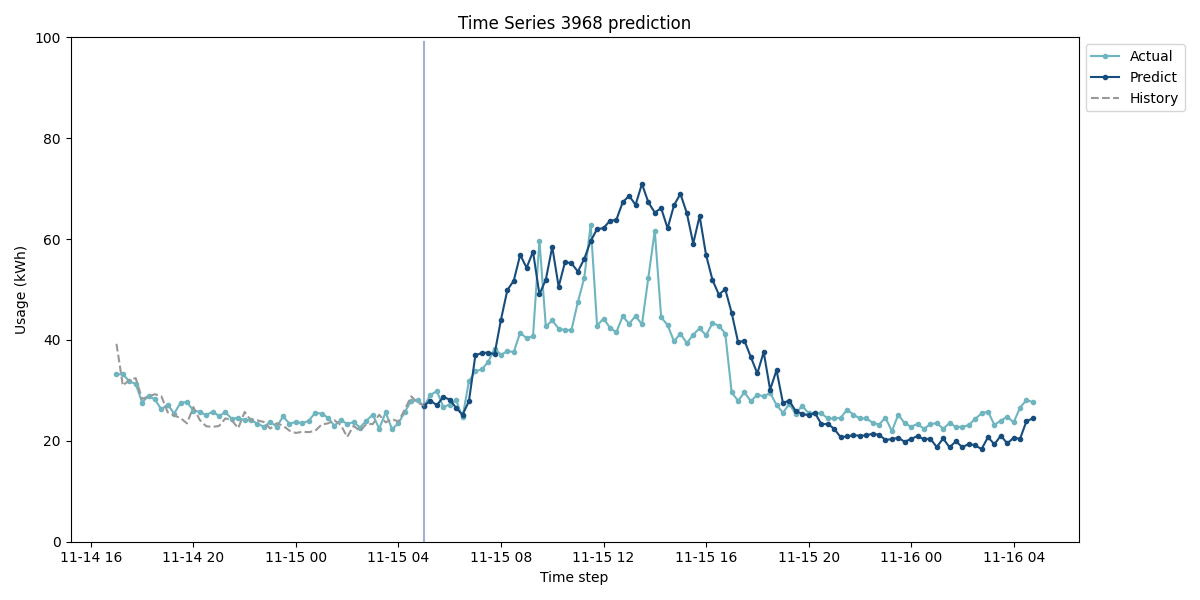 Time Series 3968 prediction
100
80
60
40
20
0
Usage (kWh)
11-14 16
11-14 20
11-15 00
11-15 04
11-15 08
11-15 12
11-15 16
11-15 20
11-16 00
11-16 04
Time step
Actual
Predict
History